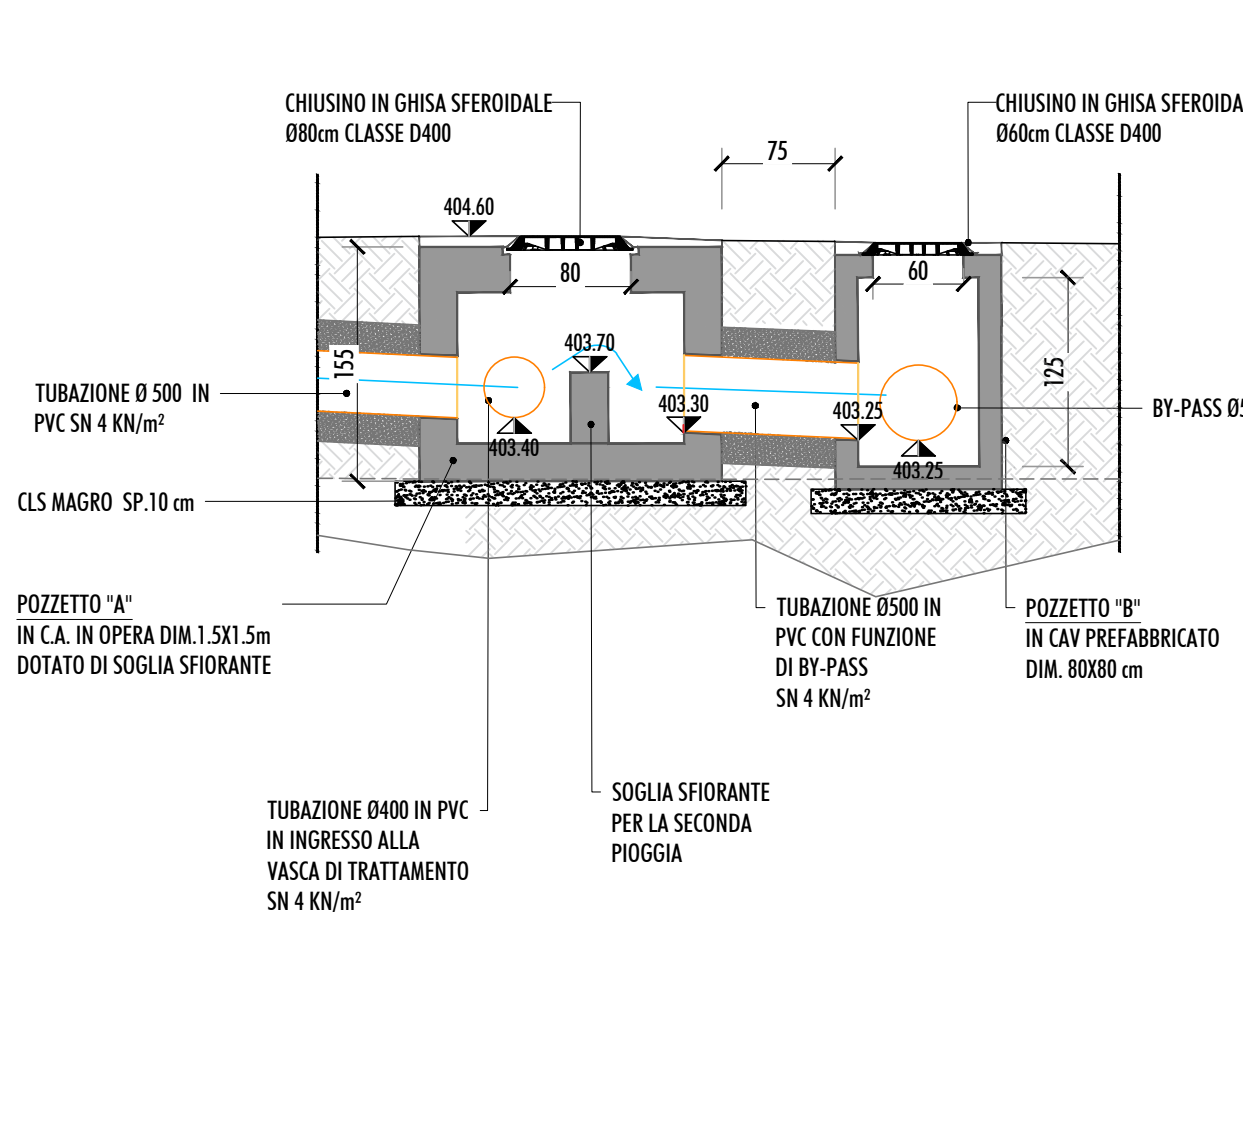 CHIUSINO IN GHISA SFEROIDALE
Ø80cm CLASSE D400
CHIUSINO IN GHISA SFEROIDA
Ø60cm CLASSE D400
75
404.60
80
60
155
403.70
125
403.30
403.25
403.40
403.25
TUBAZIONE Ø 500 IN
PVC SN 4 KN/m²
BY-PASS Ø5
CLS MAGRO SP.10 cm
POZZETTO "A"
IN C.A. IN OPERA DIM.1.5X1.5m
DOTATO DI SOGLIA SFIORANTE
TUBAZIONE Ø500 IN
PVC CON FUNZIONE
DI BY-PASS
SN 4 KN/m²
POZZETTO "B"
IN CAV PREFABBRICATO
DIM. 80X80 cm
TUBAZIONE Ø400 IN PVC
IN INGRESSO ALLA
VASCA DI TRATTAMENTO
SN 4 KN/m²
SOGLIA SFIORANTE
PER LA SECONDA
PIOGGIA